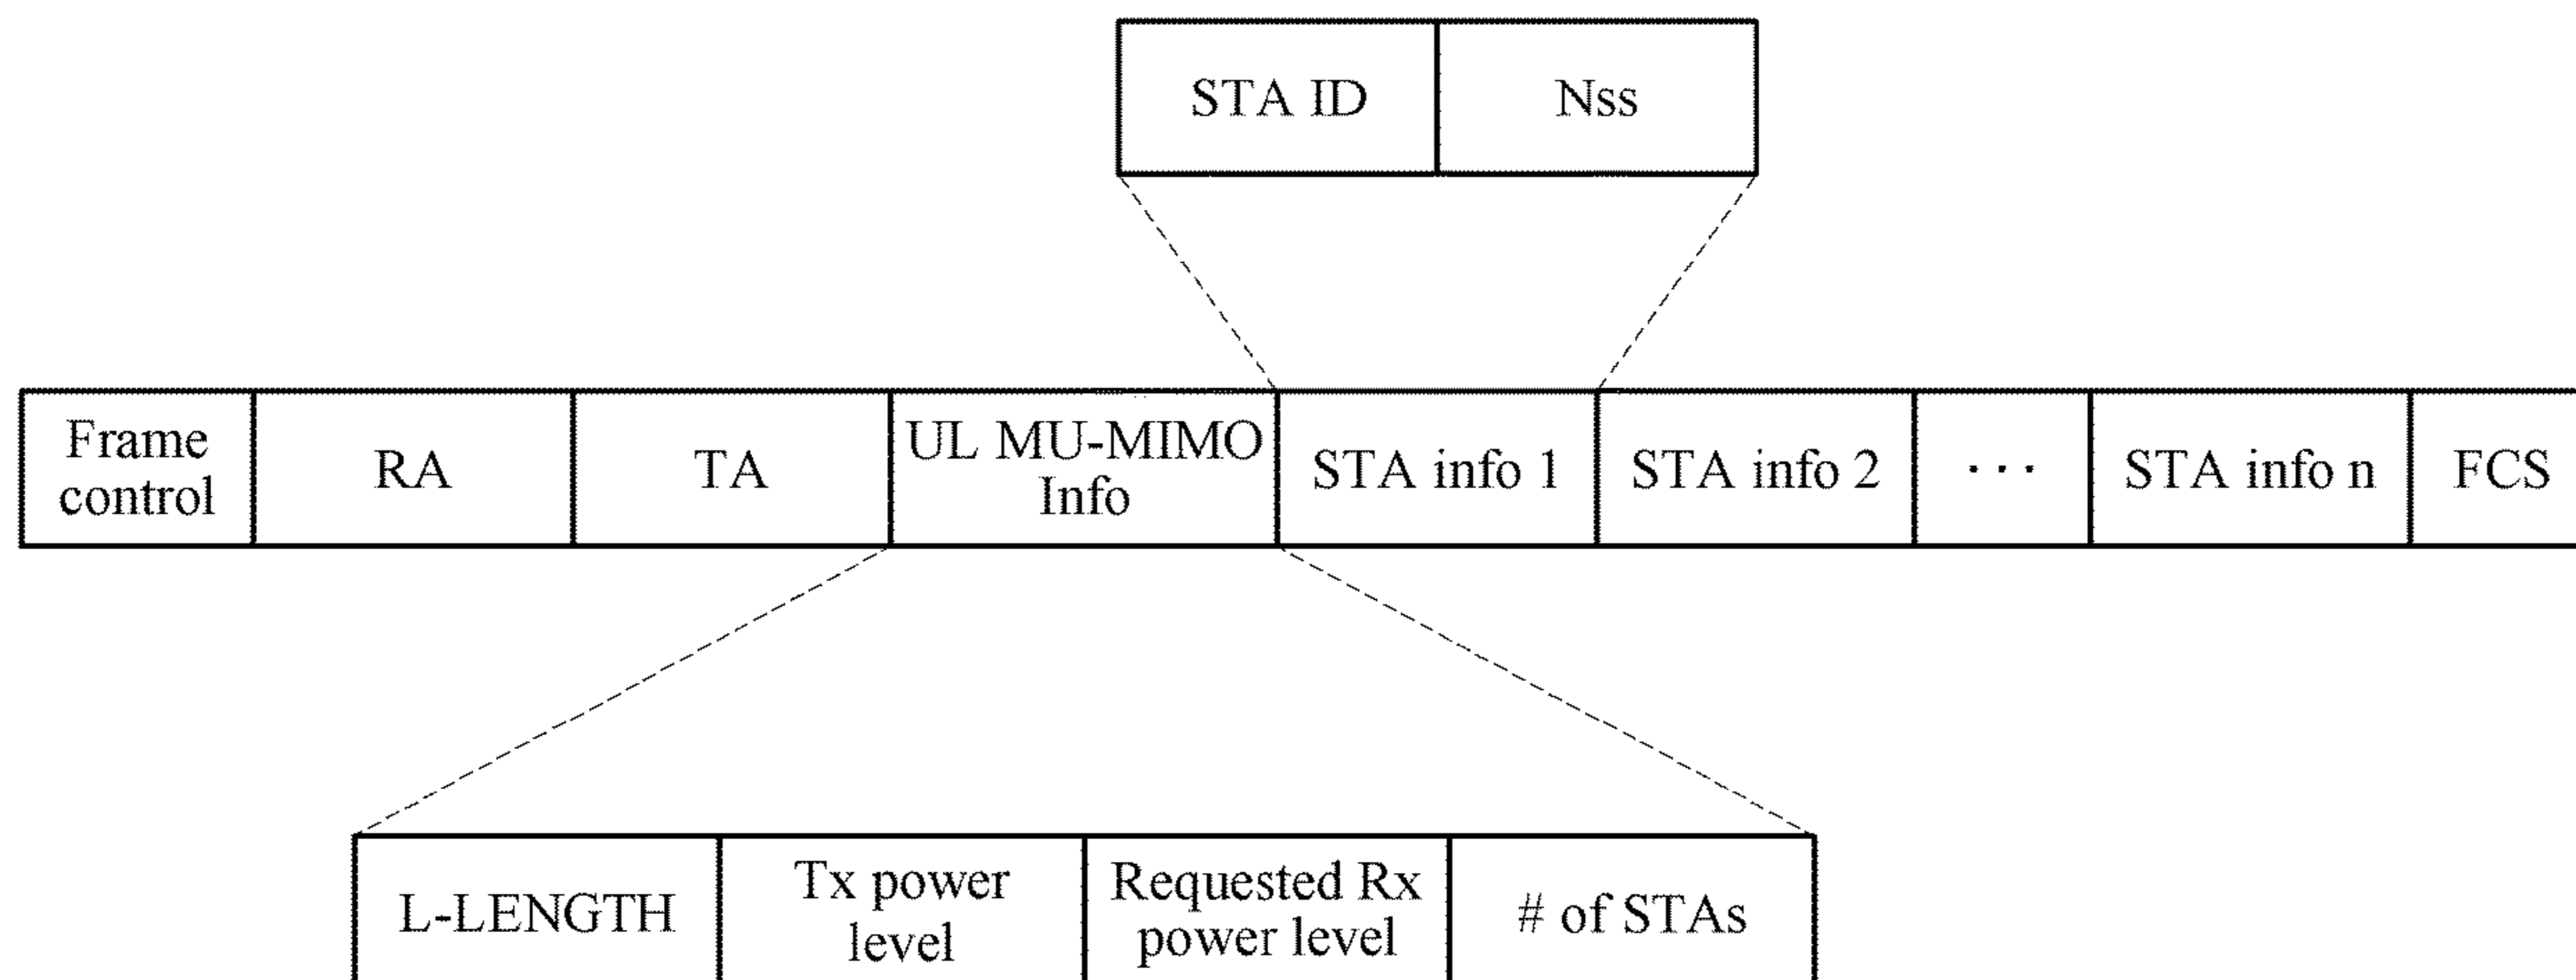 STA ID
Nss
Frame
control
RA
TA
UL MU-MIMO
Info
STA info 1
STA info 2
···
STA info n
FCS
L-LENGTH
Tx power
level
Requested Rx
power level
# of STAs